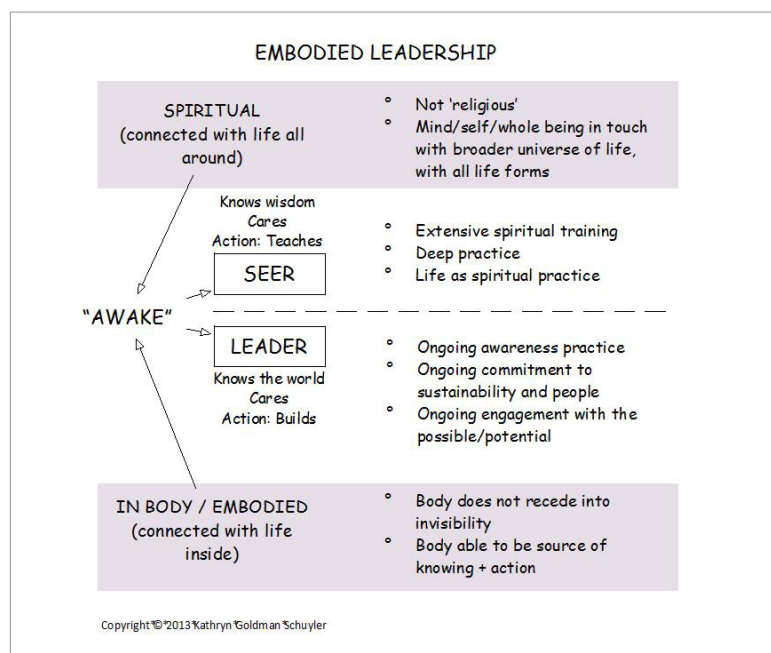 EMBODIED LEADERSHIP
SPIRITUAL
(connected with life all
around)
° Not ‘religious’
° Mind/self/whole being in touch
with broader universe of life,
with all life forms
Knows wisdom
Cares
Action: Teaches
SEER
° Extensive spiritual training
° Deep practice
° Life as spiritual practice
“AWAKE”
LEADER
Knows the world
Cares
Action: Builds
° Ongoing awareness practice
° Ongoing commitment to
sustainability and people
° Ongoing engagement with the
possible/potential
IN BODY / EMBODIED
(connected with life
inside)
° Body does not recede into
invisibility
° Body able to be source of
knowing + action
Copyright*©*2013*Kathryn*Goldman*Schuyler